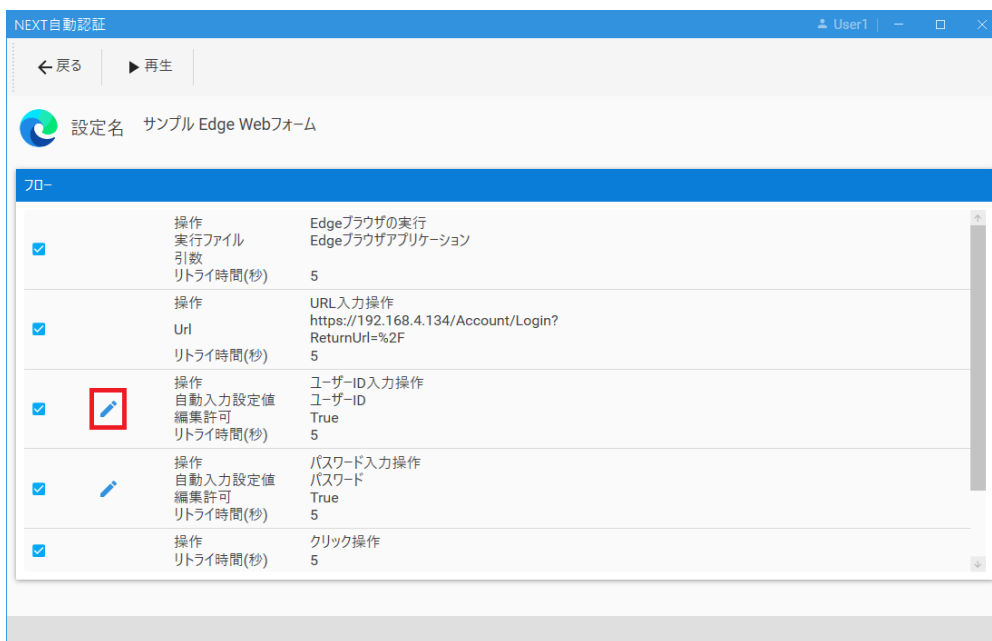 NEXT自動認証 User1
戻る 再生
設定名 サンプル Edge Webフォーム
フロー
操作 Edgeブラウザの実行
実行ファイル Edgeブラウザアプリケーション
引数
リトライ時間(秒) 5
操作 URL入力操作
Url https://192.168.4.134/Account/Login?
ReturnUrl=%2F
リトライ時間(秒) 5
操作 ユーザーID入力操作
自動入力設定値 ユーザーID
編集許可 True
リトライ時間(秒) 5
操作 パスワード入力操作
自動入力設定値 パスワード
編集許可 True
リトライ時間(秒) 5
操作 クリック操作
リトライ時間(秒) 5